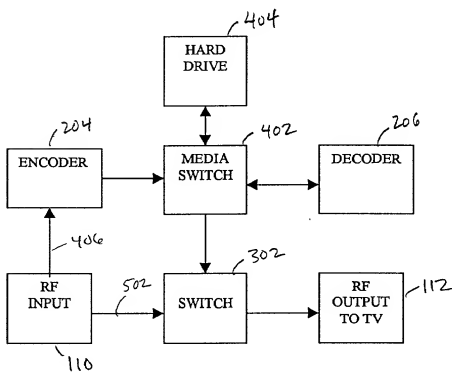 404
HARD
DRIVE
204
402
206
ENCODER
MEDIA
SWITCH
DECODER
406
302
RF
INPUT
502
SWITCH
RF
OUTPUT
TO TV
112
110